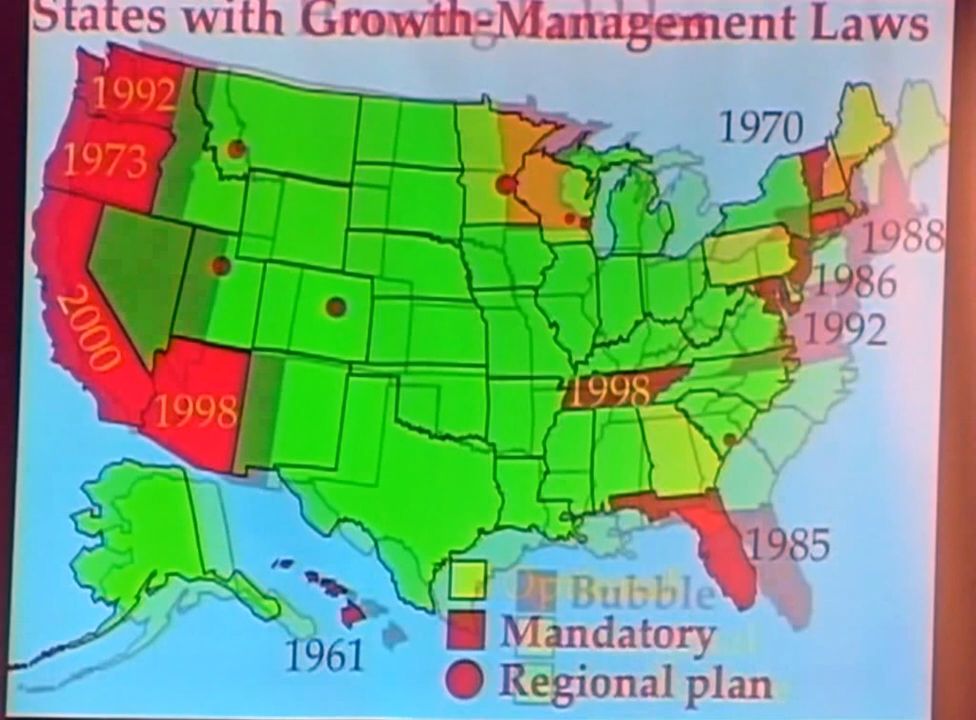 States with Growth-Management Laws
1992
1970
1973
1988
1986
2000
1992
1998
1998
1985
Bubble
Mandatory
1961
Regional plan